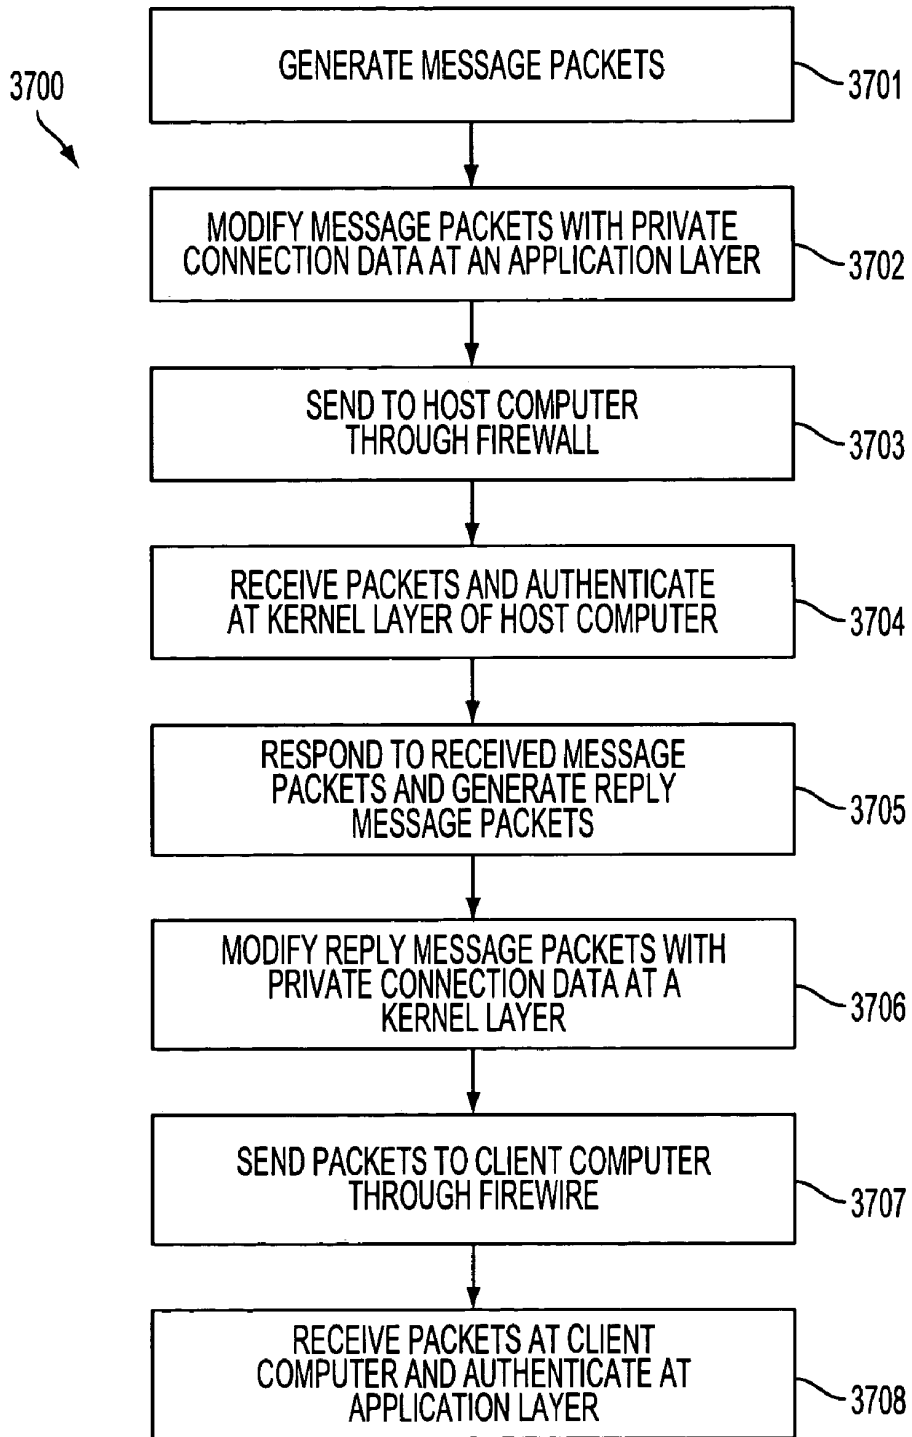 3700
GENERATE MESSAGE PACKETS
3701
MODIFY MESSAGE PACKETS WITH PRIVATE
CONNECTION DATA AT AN APPLICATION LAYER
3702
SEND TO HOST COMPUTER
THROUGH FIREWALL
3703
RECEIVE PACKETS AND AUTHENTICATE
AT KERNEL LAYER OF HOST COMPUTER
3704
RESPOND TO RECEIVED MESSAGE
PACKETS AND GENERATE REPLY
MESSAGE PACKETS
3705
MODIFY REPLY MESSAGE PACKETS WITH
PRIVATE CONNECTION DATA AT A
KERNEL LAYER
3706
SEND PACKETS TO CLIENT COMPUTER
THROUGH FIREWIRE
3707
RECEIVE PACKETS AT CLIENT
COMPUTER AND AUTHENTICATE AT
APPLICATION LAYER
3708